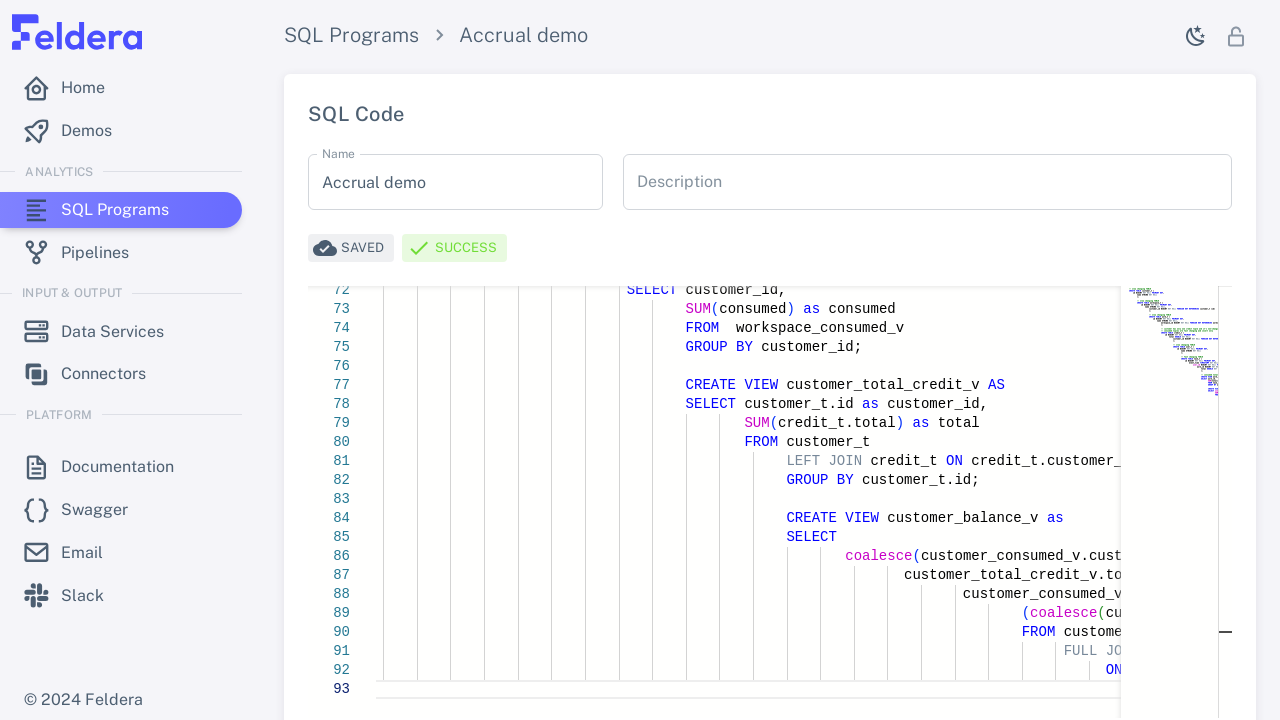 Feldera
SQL Programs > Accrual demo
Home
Demos
ANALYTICS
SQL Programs
Pipelines
INPUT & OUTPUT
Data Services
Connectors
PLATFORM
Documentation
Swagger
Email
Slack
© 2024 Feldera
SQL Code
Name
Accrual demo
Description
SAVED
SUCCESS
72 SELECT customer_id,
73 SUM(consumed) as consumed
74 FROM  workspace_consumed_v
75 GROUP BY customer_id;
76
77 CREATE VIEW customer_total_credit_v AS
78 SELECT customer_t.id as customer_id,
79 SUM(credit_t.total) as total
80 FROM customer_t
81 LEFT JOIN credit_t ON credit_t.customer_
82 GROUP BY customer_t.id;
83
84 CREATE VIEW customer_balance_v as
85 SELECT
86 coalesce(customer_consumed_v.cust
87 customer_total_credit_v.to
88 customer_consumed_v
89 (coalesce(cu
90 FROM custome
91 FULL JO
92 ON
93